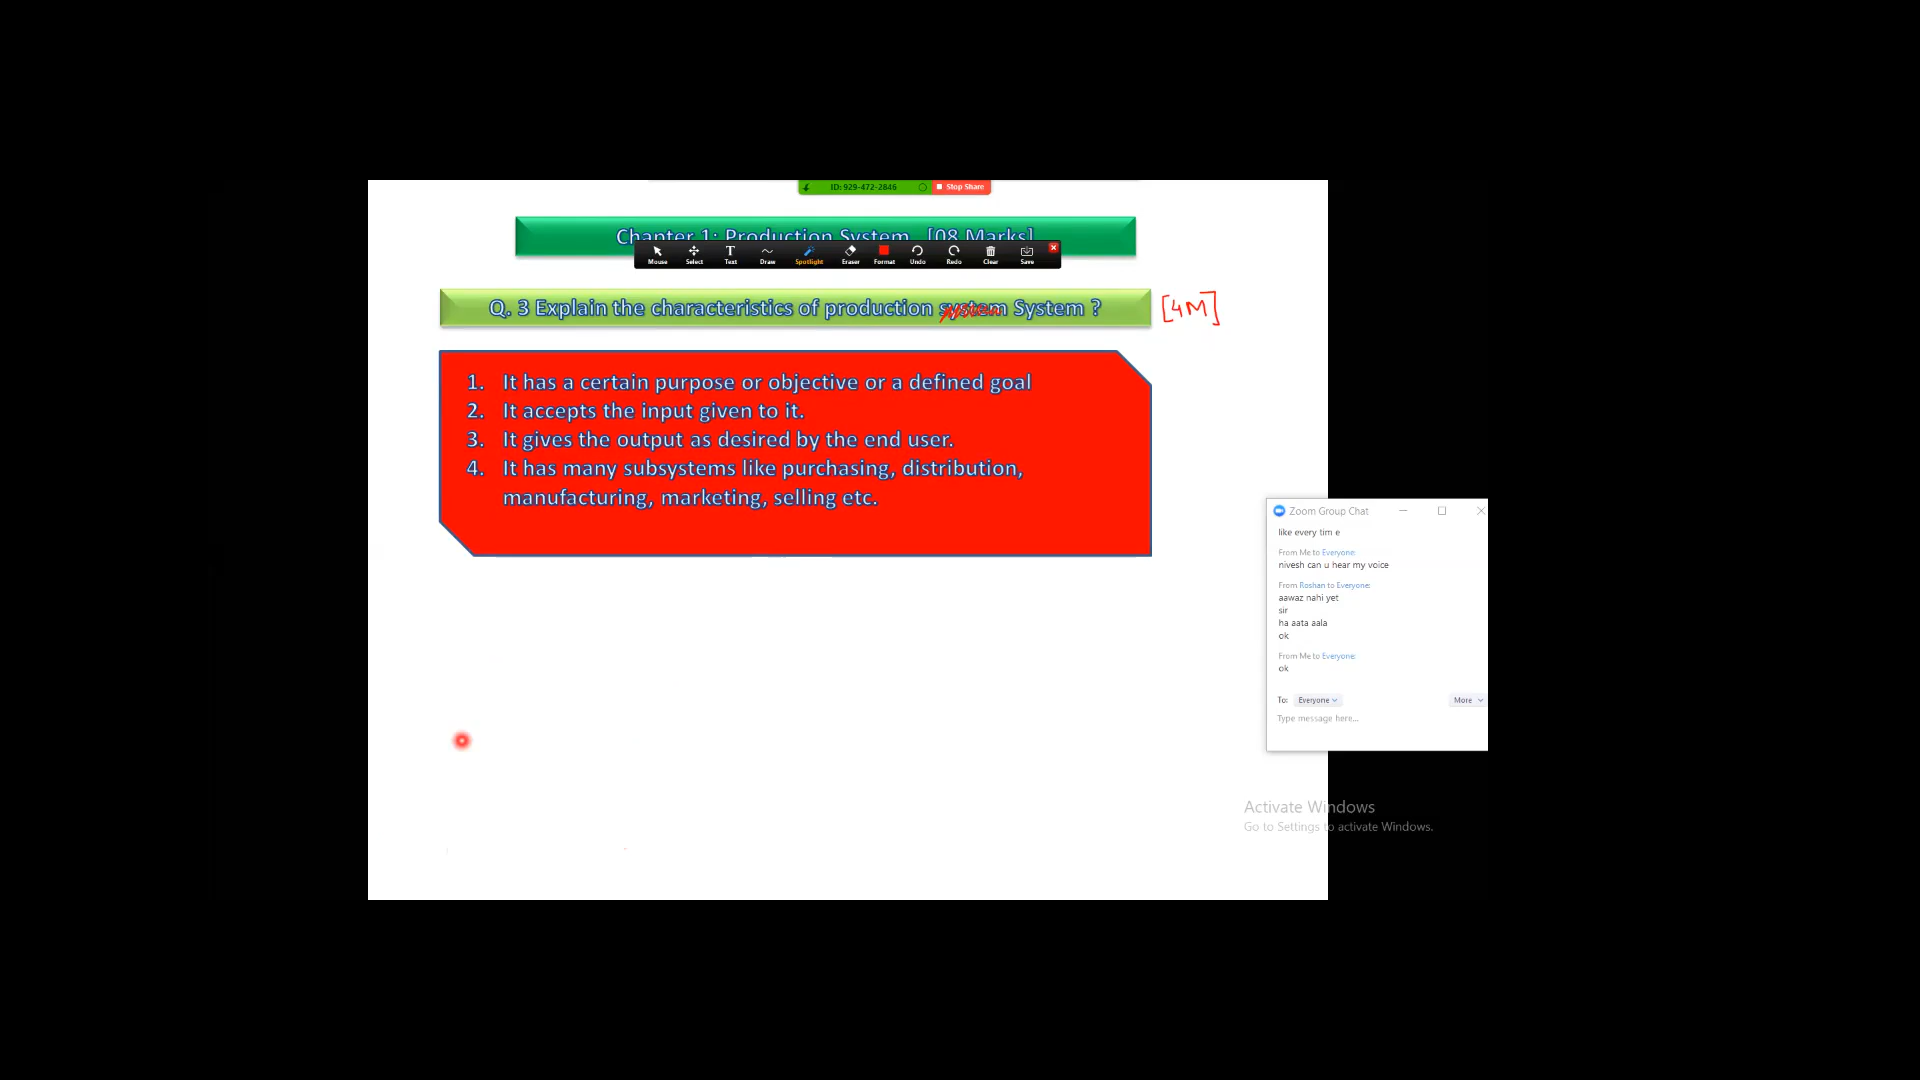 ID: 929-472-2846
Stop Share
Chapter 1: Production System [08 Marks]
Mouse Select Text Draw Spotlight Eraser Format Undo Redo Clear Save
Q. 3 Explain the characteristics of production system System ?
[4M]
1. It has a certain purpose or objective or a defined goal
2. It accepts the input given to it.
3. It gives the output as desired by the end user.
4. It has many subsystems like purchasing, distribution,
manufacturing, marketing, selling etc.
Zoom Group Chat
like every tim e
From Me to Everyone:
nivesh can u hear my voice
From Roshan to Everyone:
aawaz nahi yet
sir
ha aata aala
ok
From Me to Everyone:
ok
To: Everyone
More
Type message here...
Activate Windows
Go to Settings to activate Windows.